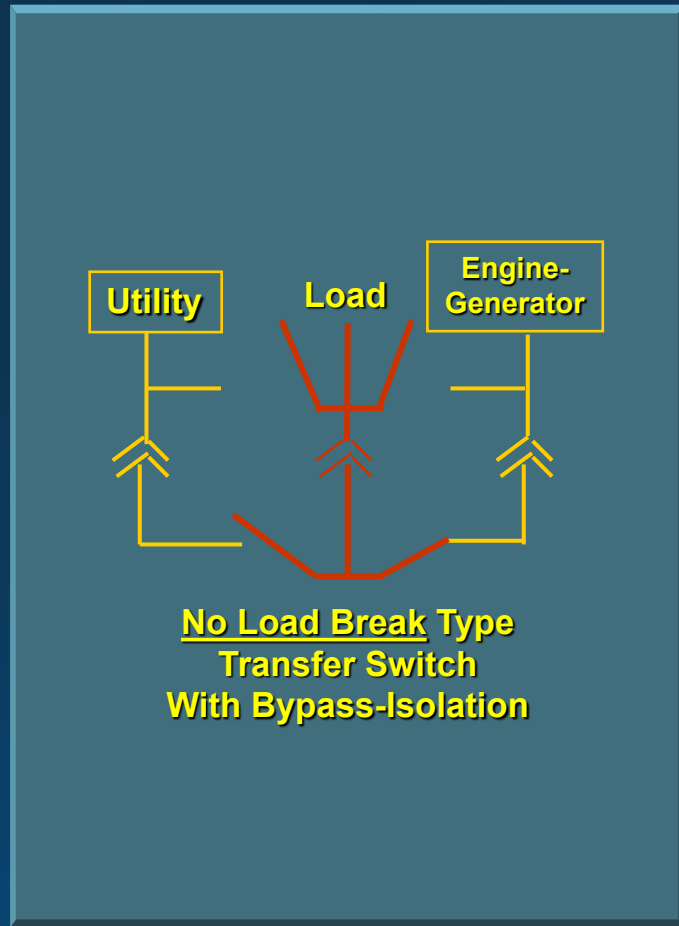 Utility
Load
Engine-
Generator
No Load Break Type
Transfer Switch
With Bypass-Isolation